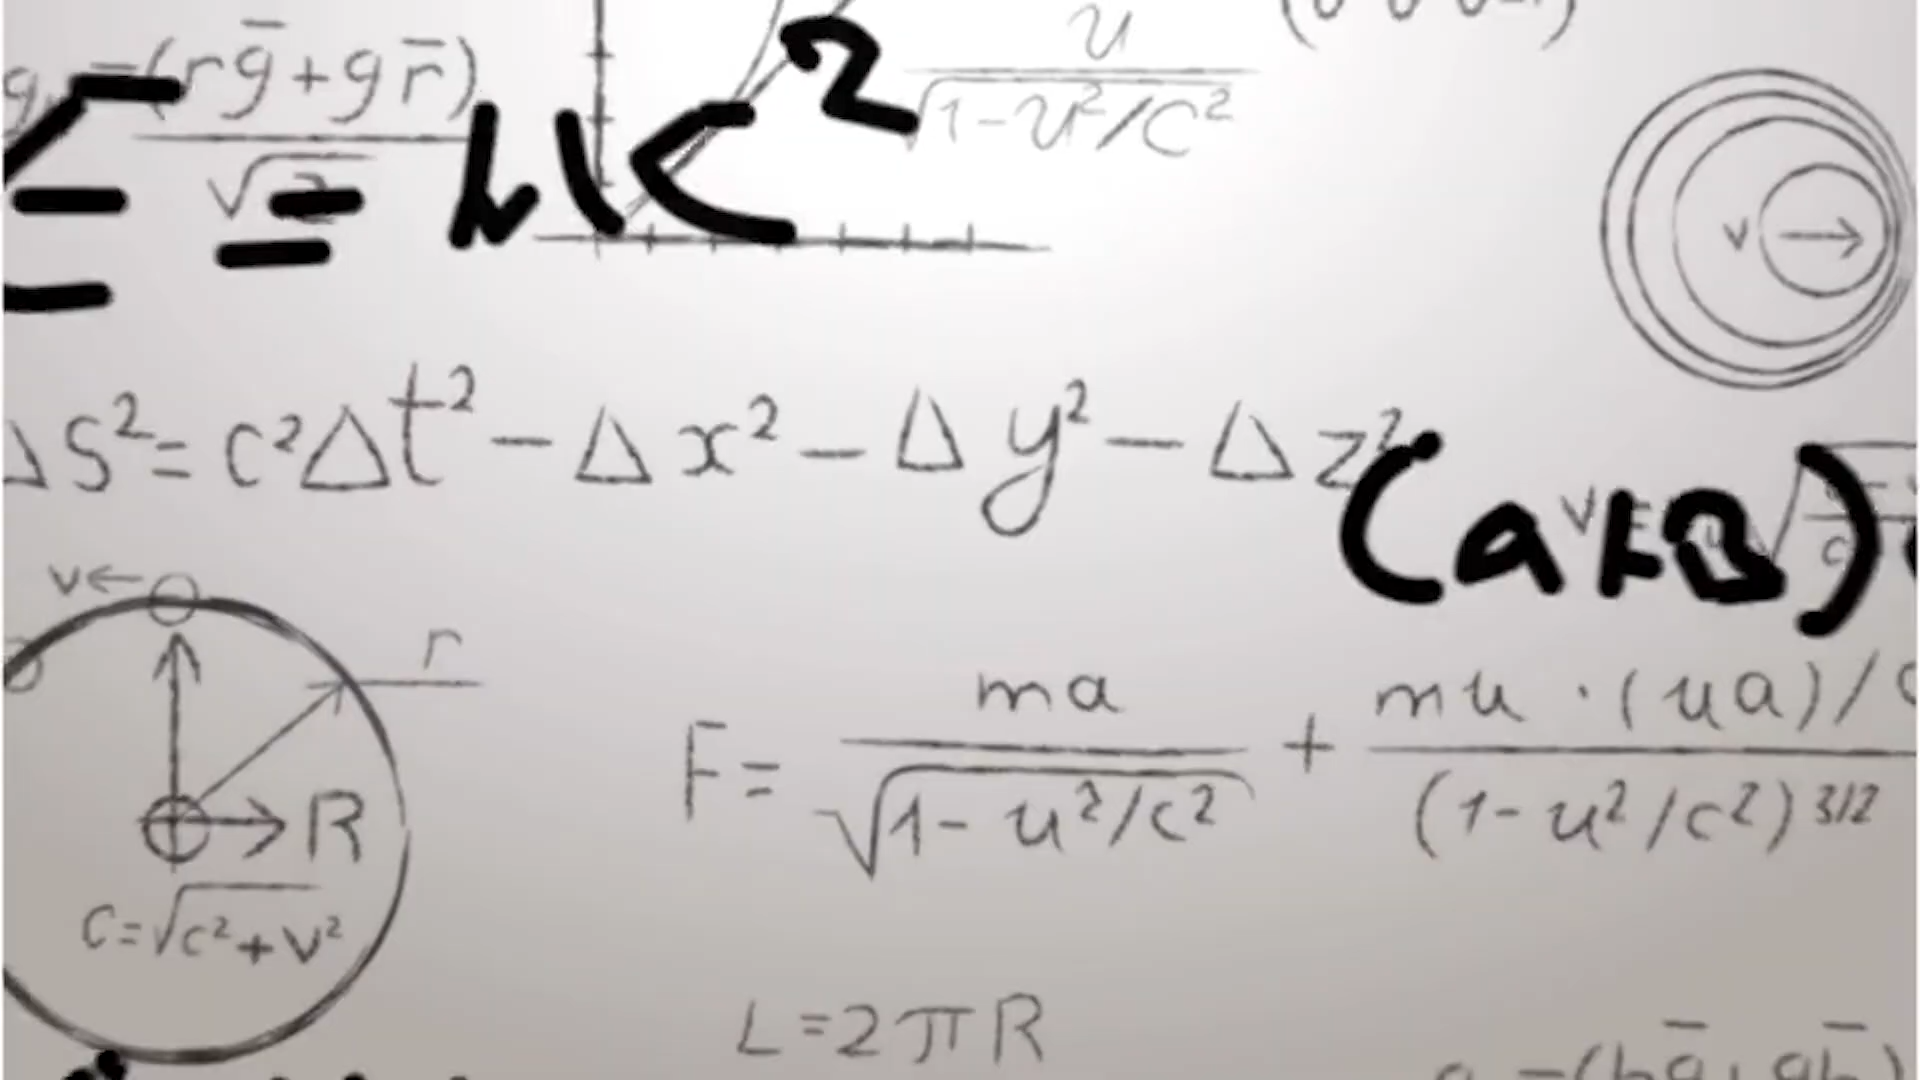 -(rḡ+gr̄)
√2
E = mc²
u
√1-u²/c²
v →
Δs²= c²Δt² - Δx² - Δy² - Δz²
(a+B)
v←
r
R
C=√c²+v²
F= ma/√1-u²/c² + mu·(ua)/c
(1-u²/c²)3/2
L=2πR